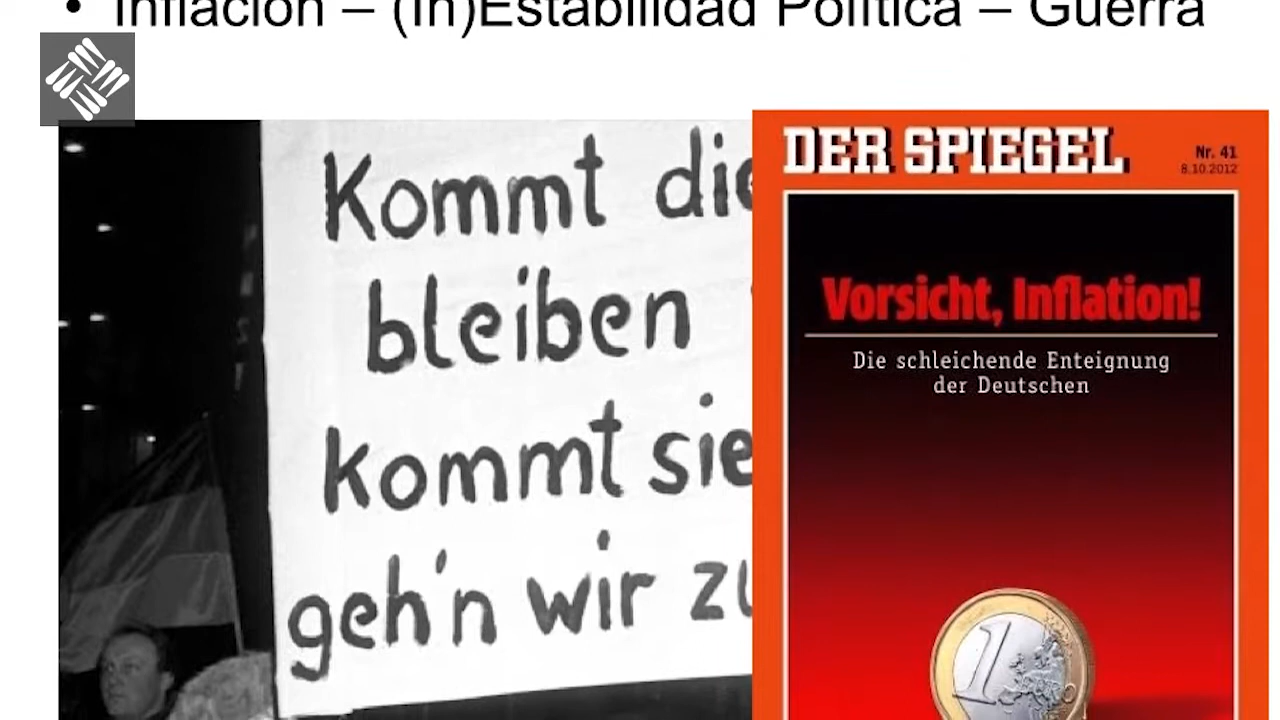 • Inflación – (In)Estabilidad Política – Guerra
Kommt die
bleiben
kommt sie
geh'n wir zu
DER SPIEGEL
Nr. 41
8.10.2012
Vorsicht, Inflation!
Die schleichende Enteignung
der Deutschen
1
EURO